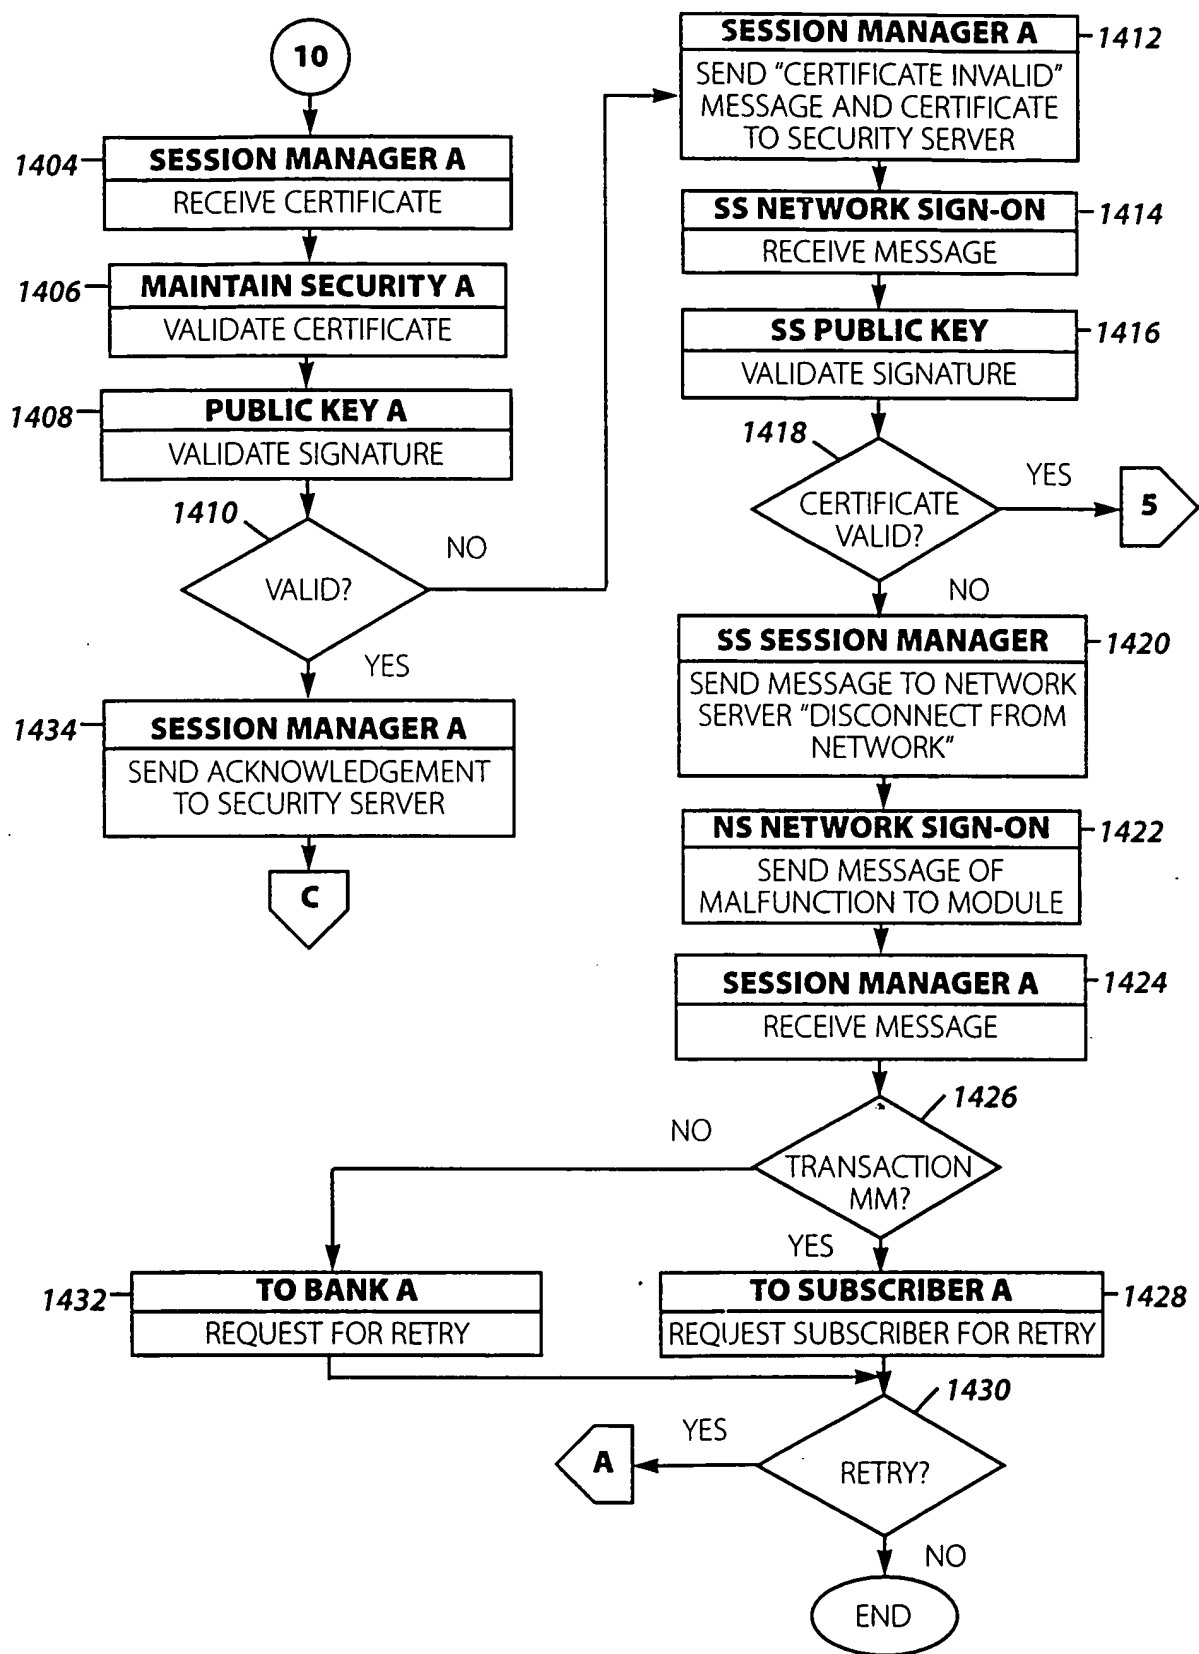 10
1404
SESSION MANAGER A
RECEIVE CERTIFICATE
1406
MAINTAIN SECURITY A
VALIDATE CERTIFICATE
1408
PUBLIC KEY A
VALIDATE SIGNATURE
1410
VALID?
NO
YES
1434
SESSION MANAGER A
SEND ACKNOWLEDGEMENT
TO SECURITY SERVER
C
SESSION MANAGER A
1412
SEND "CERTIFICATE INVALID"
MESSAGE AND CERTIFICATE
TO SECURITY SERVER
SS NETWORK SIGN-ON
1414
RECEIVE MESSAGE
SS PUBLIC KEY
1416
VALIDATE SIGNATURE
1418
CERTIFICATE
VALID?
YES
5
NO
SS SESSION MANAGER
1420
SEND MESSAGE TO NETWORK
SERVER "DISCONNECT FROM
NETWORK"
NS NETWORK SIGN-ON
1422
SEND MESSAGE OF
MALFUNCTION TO MODULE
SESSION MANAGER A
1424
RECEIVE MESSAGE
1426
TRANSACTION
MM?
NO
YES
1432
TO BANK A
REQUEST FOR RETRY
TO SUBSCRIBER A
1428
REQUEST SUBSCRIBER FOR RETRY
1430
RETRY?
YES
A
NO
END